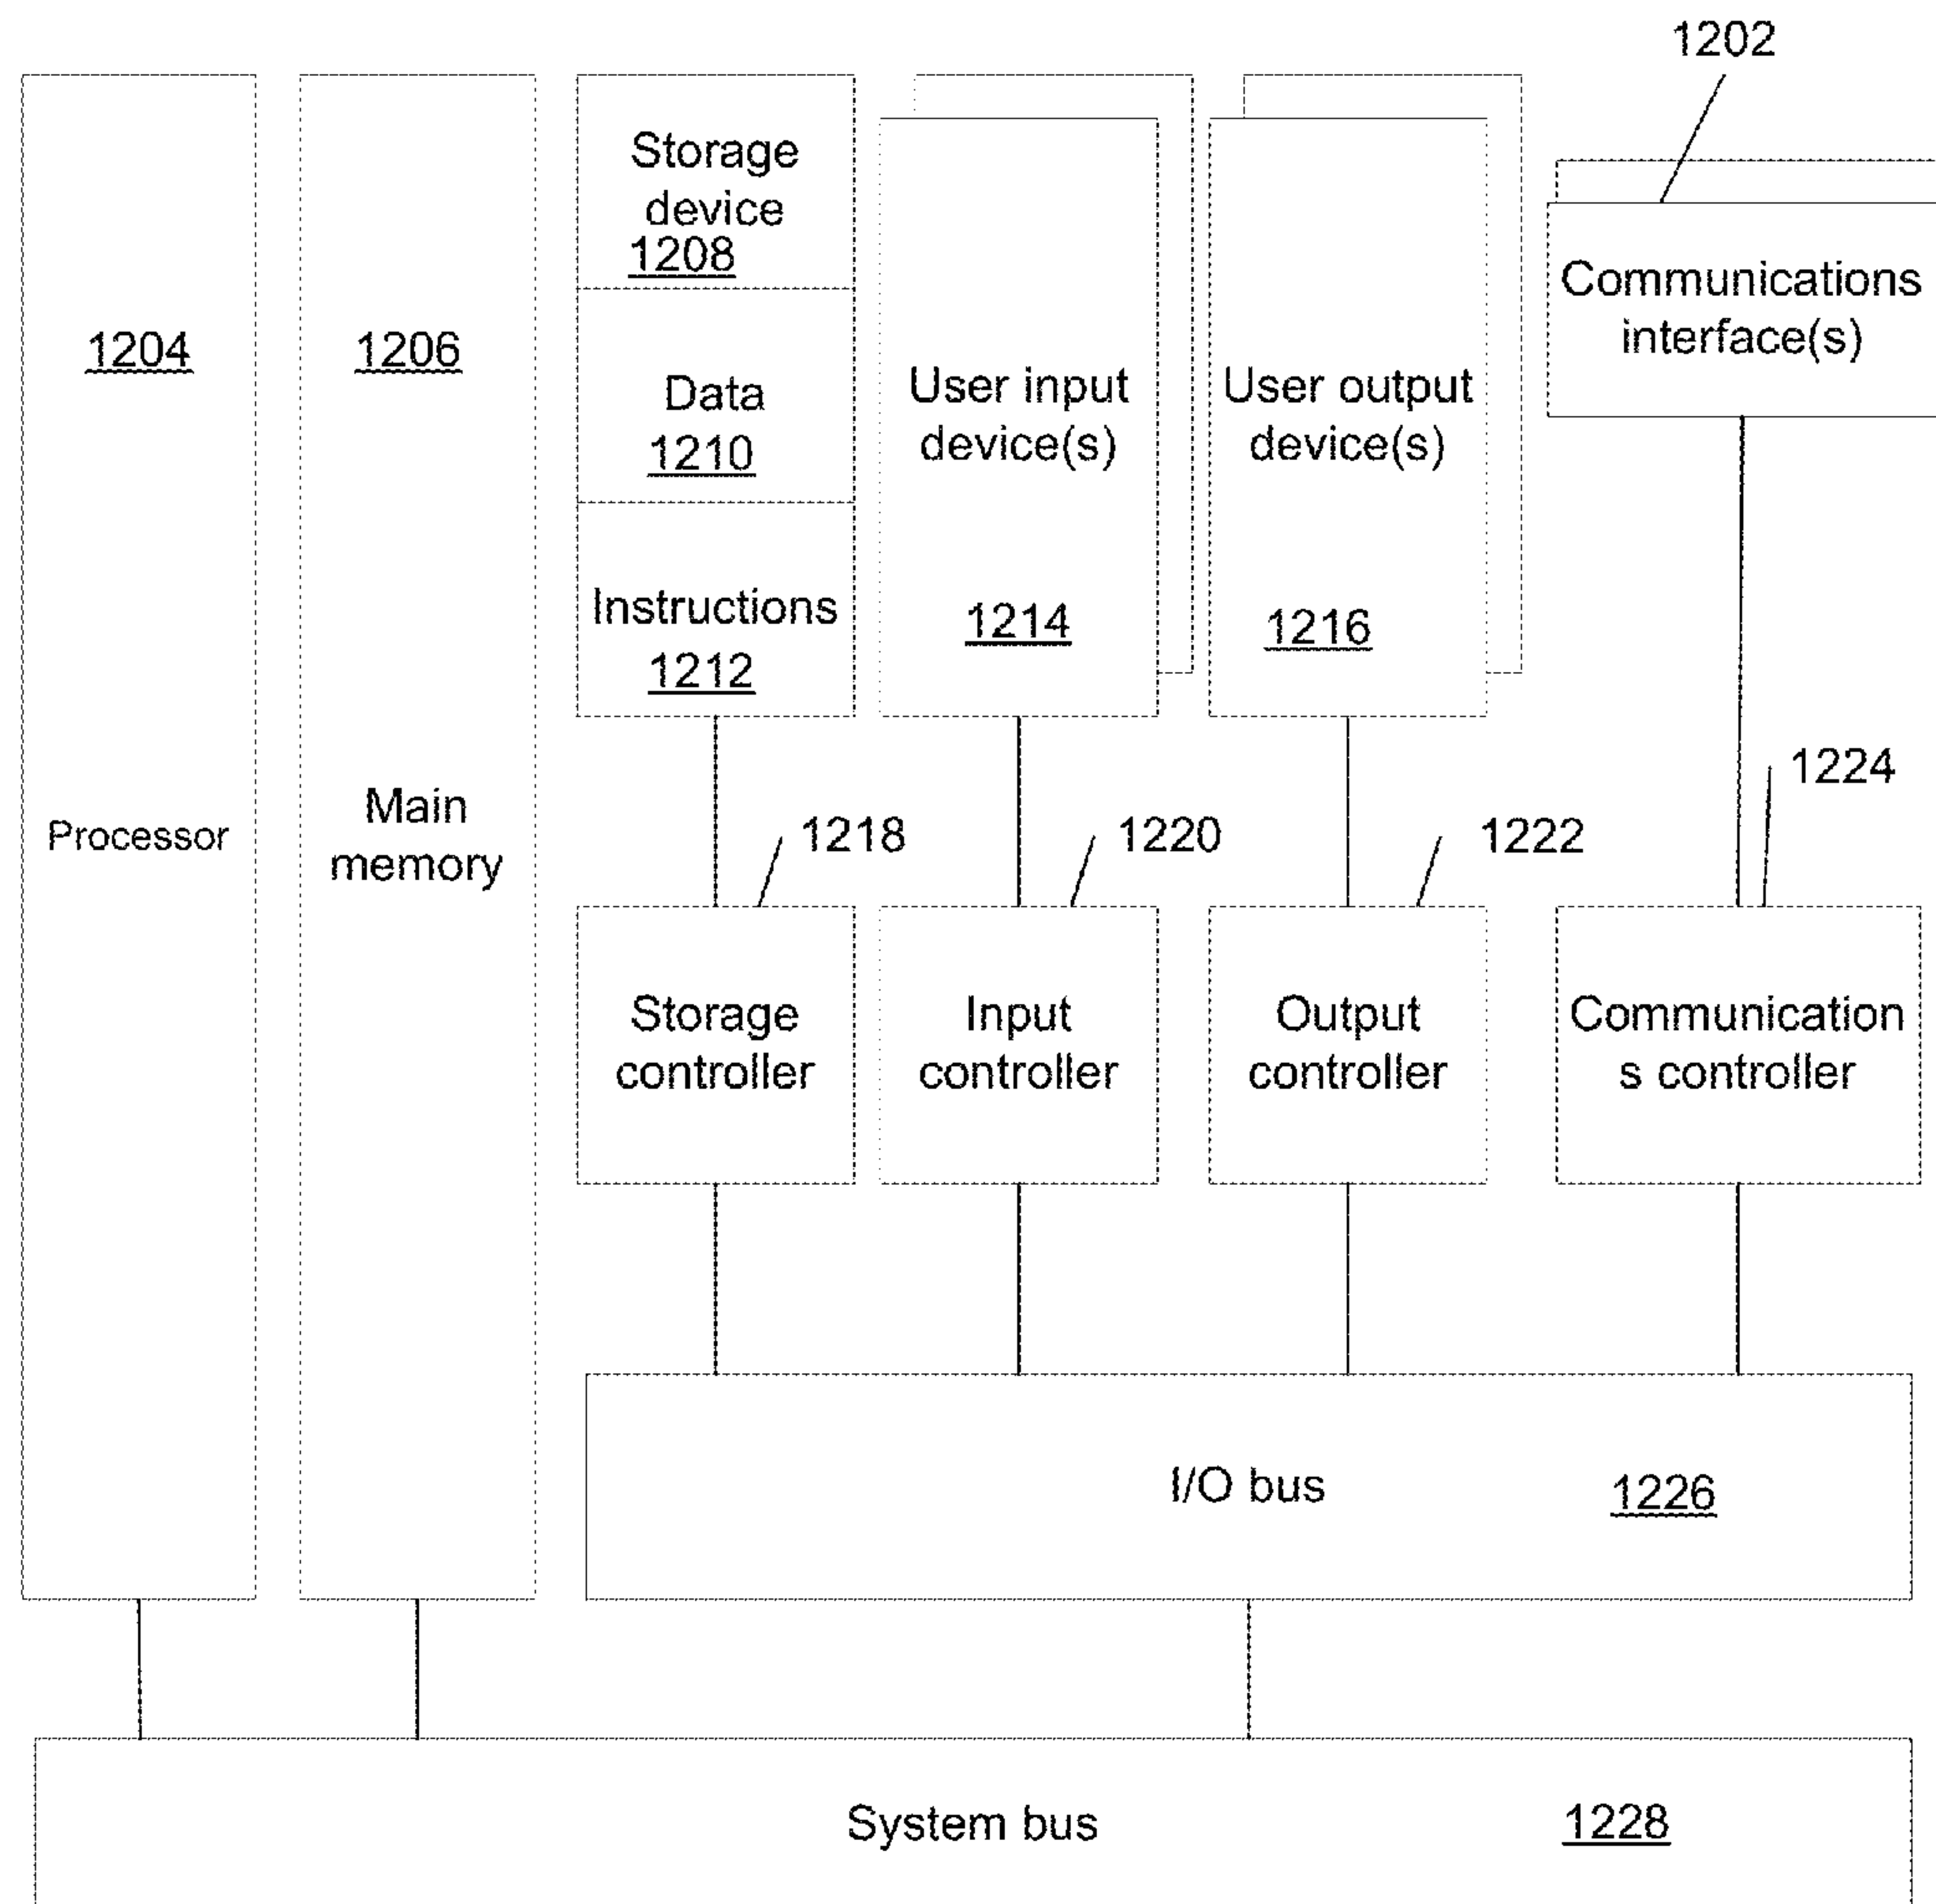 1202
1204
Processor
1206
Main
memory
Storage
device
1208
Data
1210
Instructions
1212
User input
device(s)
1214
User output
device(s)
1216
Communications
interface(s)
1218
1220
1222
1224
Storage
controller
Input
controller
Output
controller
Communication
s controller
I/O bus
1226
System bus
1228